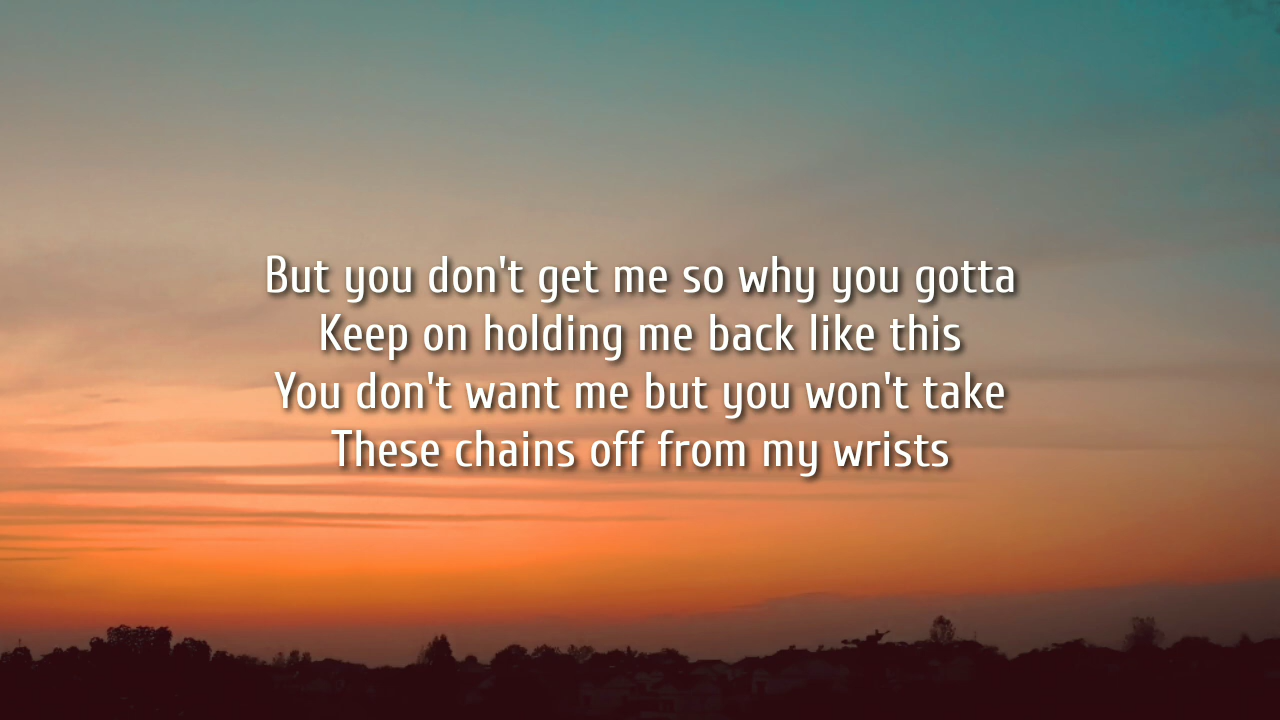 But you don't get me so why you gotta
Keep on holding me back like this
You don't want me but you won't take
These chains off from my wrists